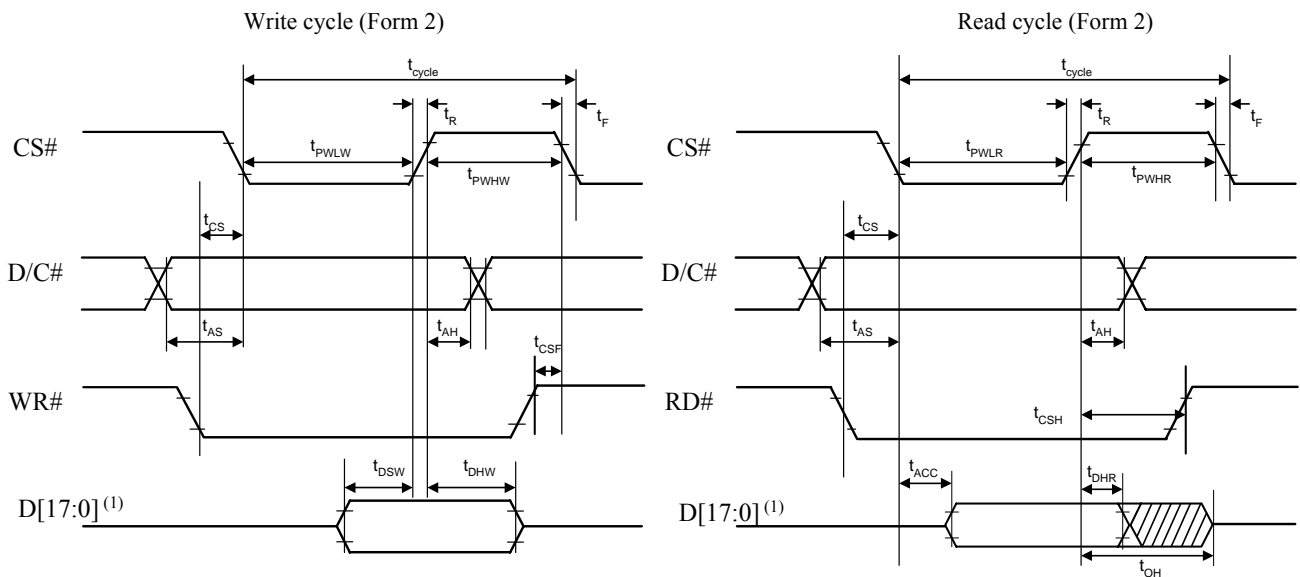 Write cycle (Form 2)
tcycle
tR
tF
CS#
tPWLW
tPWHW
tCS
D/C#
tAS
tAH
tCSF
WR#
tDSW
tDHW
D[17:0] (1)
Read cycle (Form 2)
tcycle
tR
tF
CS#
tPWLR
tPWHR
tCS
D/C#
tAS
tAH
RD#
tCSH
tACC
tDHR
D[17:0] (1)
tOH